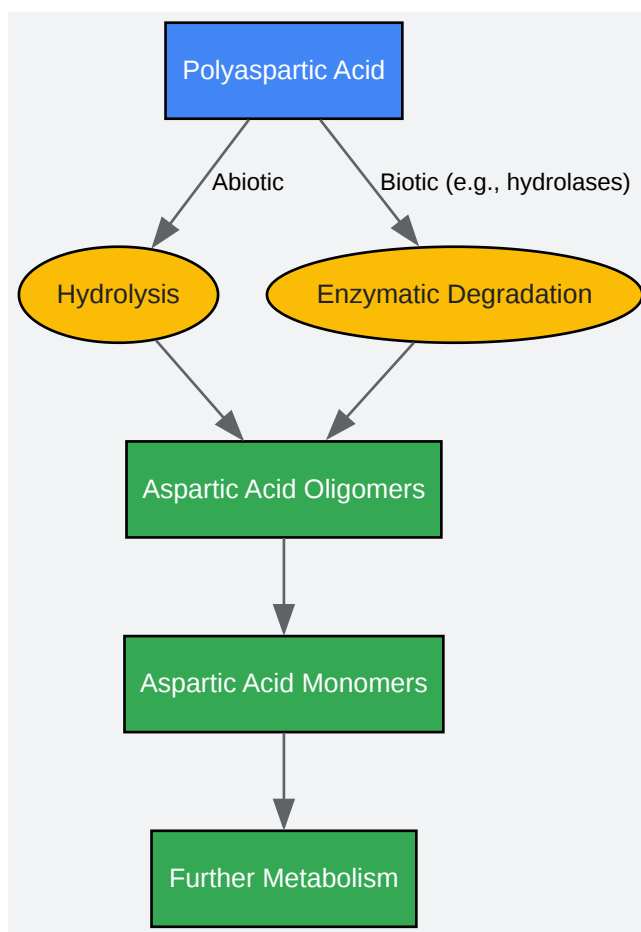 Polyaspartic Acid
Abiotic
Biotic (e.g., hydrolases)
Hydrolysis
Enzymatic Degradation
Aspartic Acid Oligomers
Aspartic Acid Monomers
Further Metabolism